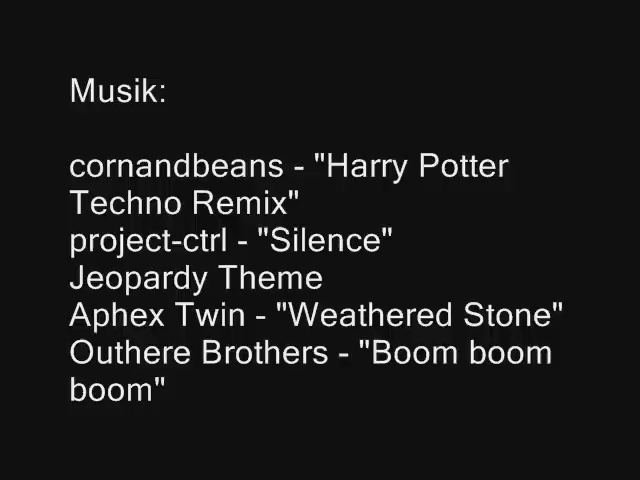 Musik:
cornandbeans - "Harry Potter
Techno Remix"
project-ctrl - "Silence"
Jeopardy Theme
Aphex Twin - "Weathered Stone"
Outhere Brothers - "Boom boom
boom"